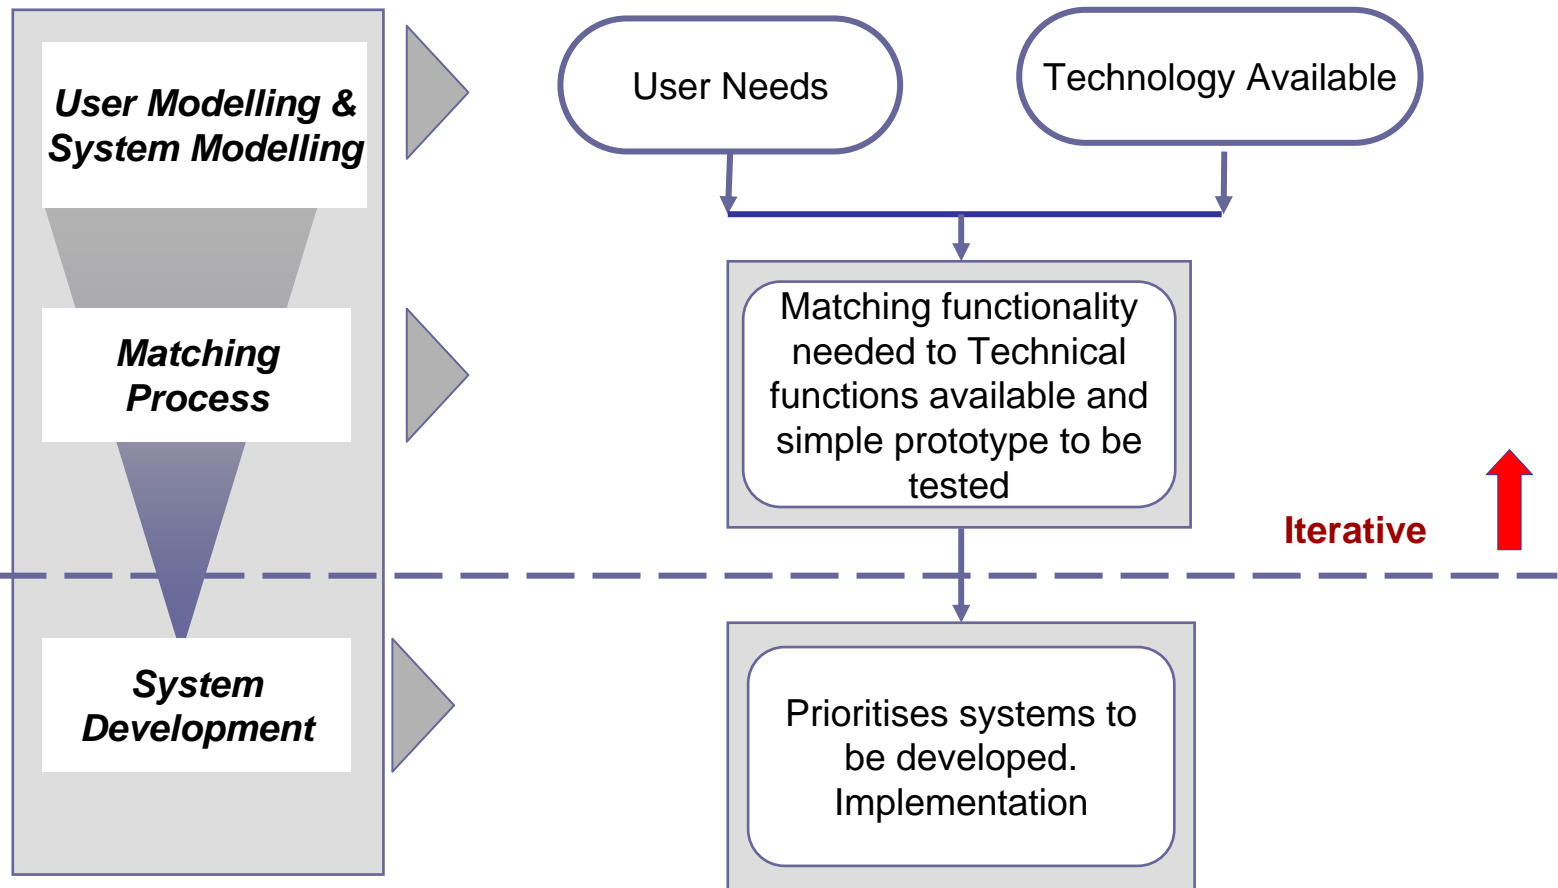 User Modelling &
System Modelling
User Needs
Technology Available
Matching
Process
Matching functionality
needed to Technical
functions available and
simple prototype to be
tested
Iterative
System
Development
Prioritises systems to
be developed.
Implementation